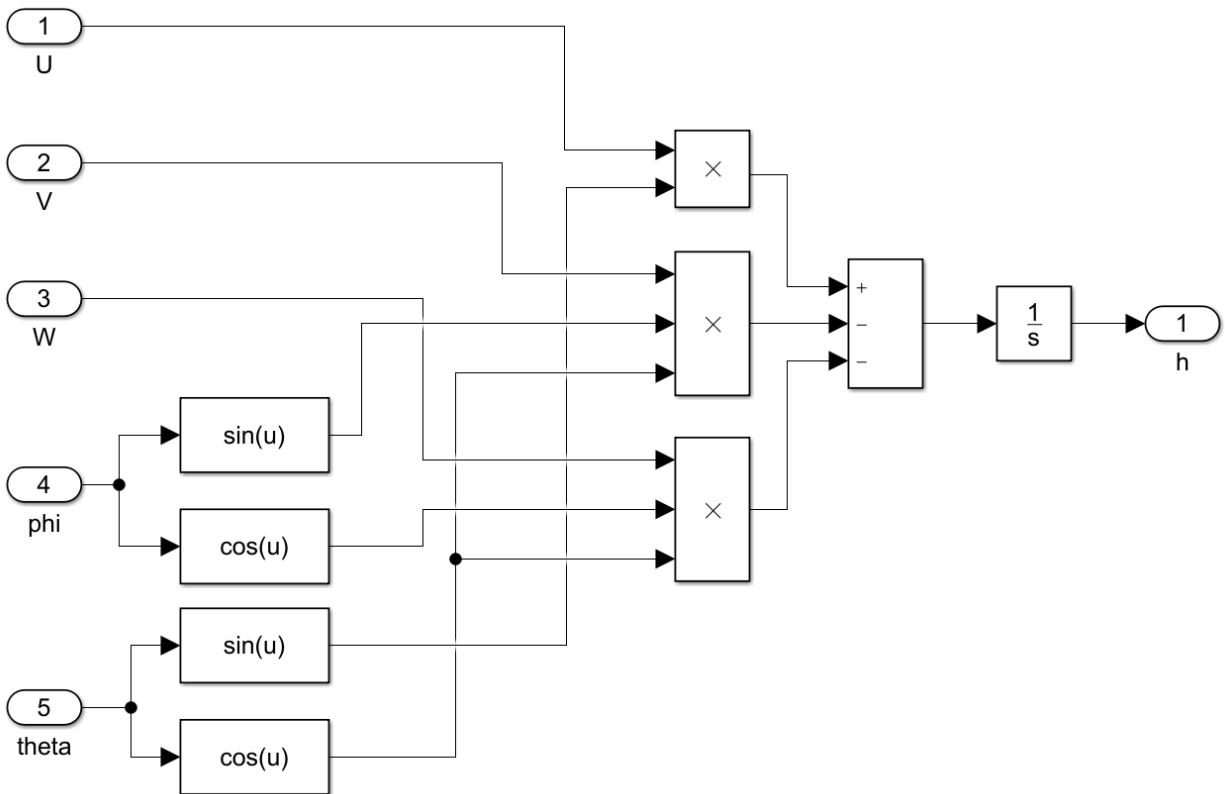 1
U
2
V
3
W
4
phi
5
theta
sin(u)
cos(u)
sin(u)
cos(u)
×
×
×
+
−
−
1
s
1
h